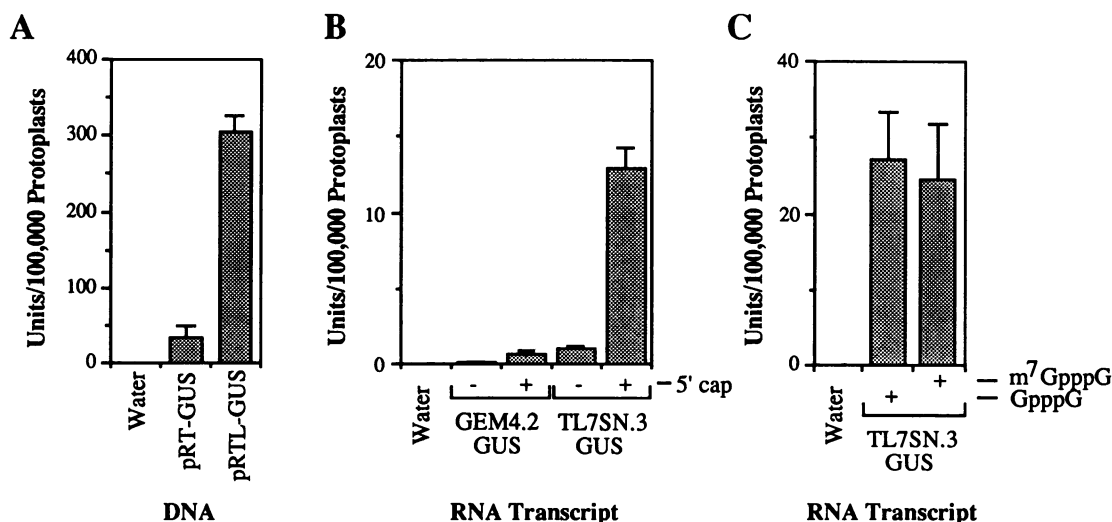 A
Units/100,000 Protoplasts
400
300
200
100
0
Water
pRT-GUS
pRTL-GUS
DNA
B
Units/100,000 Protoplasts
20
10
0
Water
- + - + 5' cap
GEM4.2 TL7SN.3
GUS GUS
RNA Transcript
C
Units/100,000 Protoplasts
40
20
0
Water
+ m⁷GpppG
+ GpppG
TL7SN.3
GUS
RNA Transcript